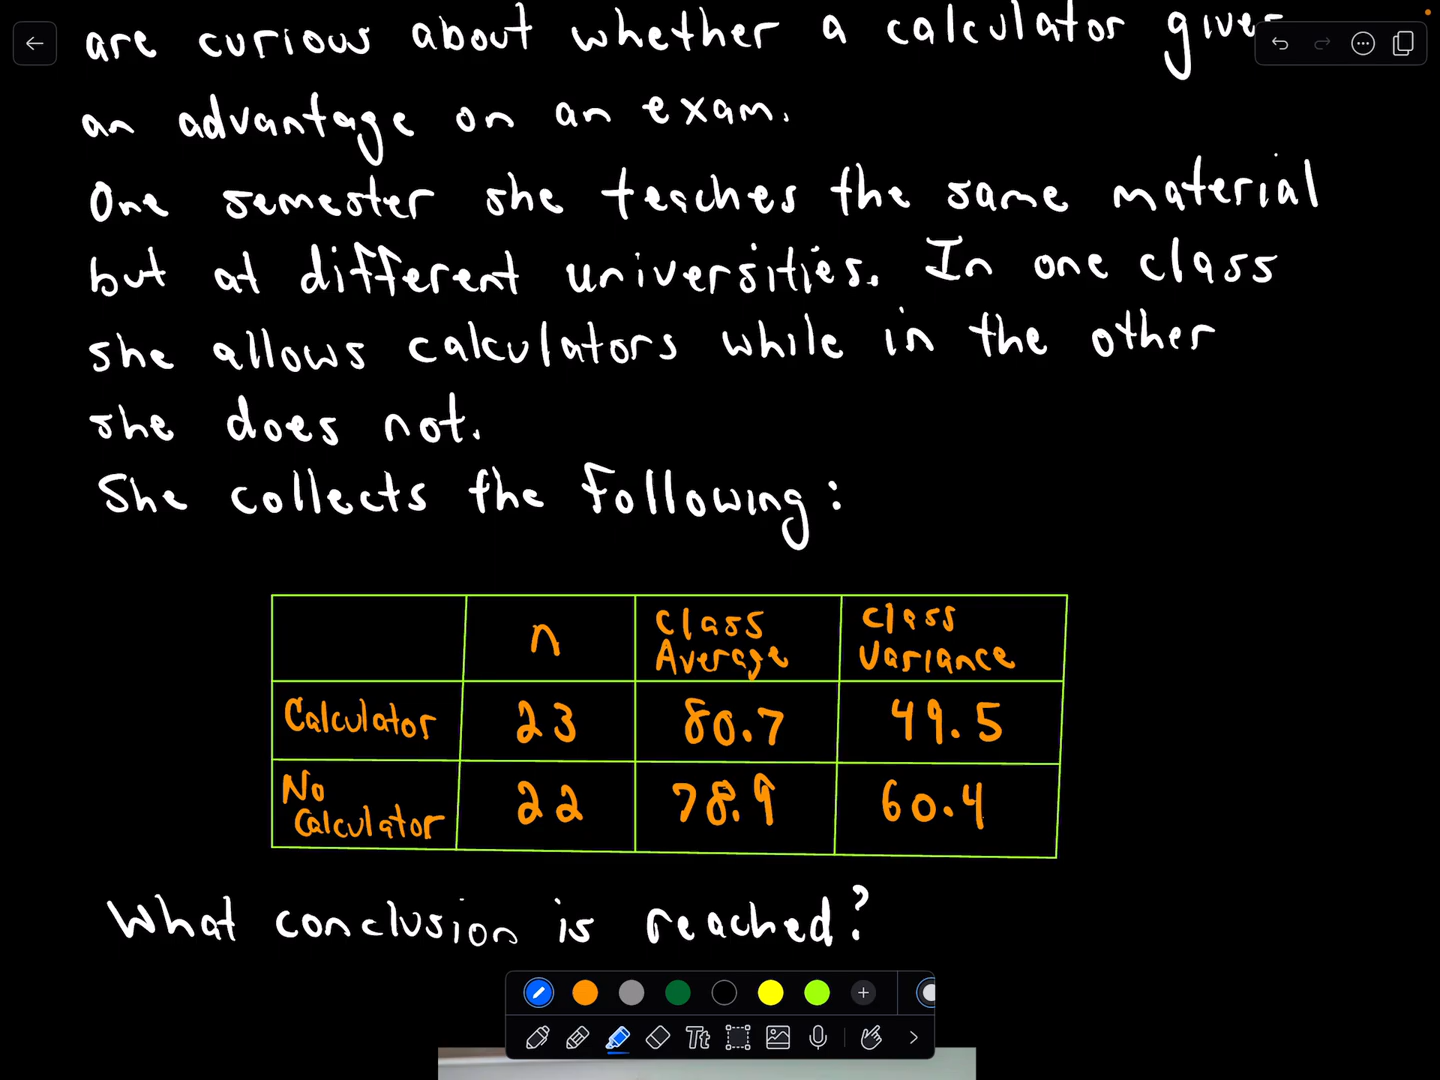 are curious about whether a calculator gives
an advantage on an exam.
One semester she teaches the same material
but at different universities. In one class
she allows calculators while in the other
she does not.
She collects the following:
n
Class Average
Class Variance
Calculator
23
80.7
49.5
No Calculator
22
78.9
60.4
What conclusion is reached?
Tt